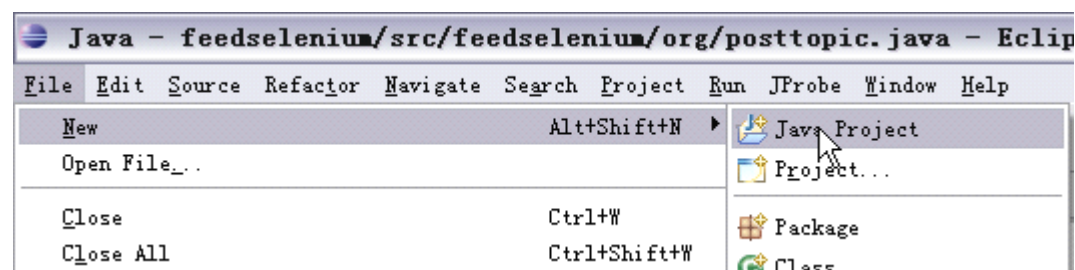 Java - feedselenium/src/feedselenium/org/posttopic.java - Eclip
File Edit Source Refactor Navigate Search Project Run JProbe Window Help
New Alt+Shift+N Java Project
Open File... Project...
Close Ctrl+W Package
Close All Ctrl+Shift+W Class